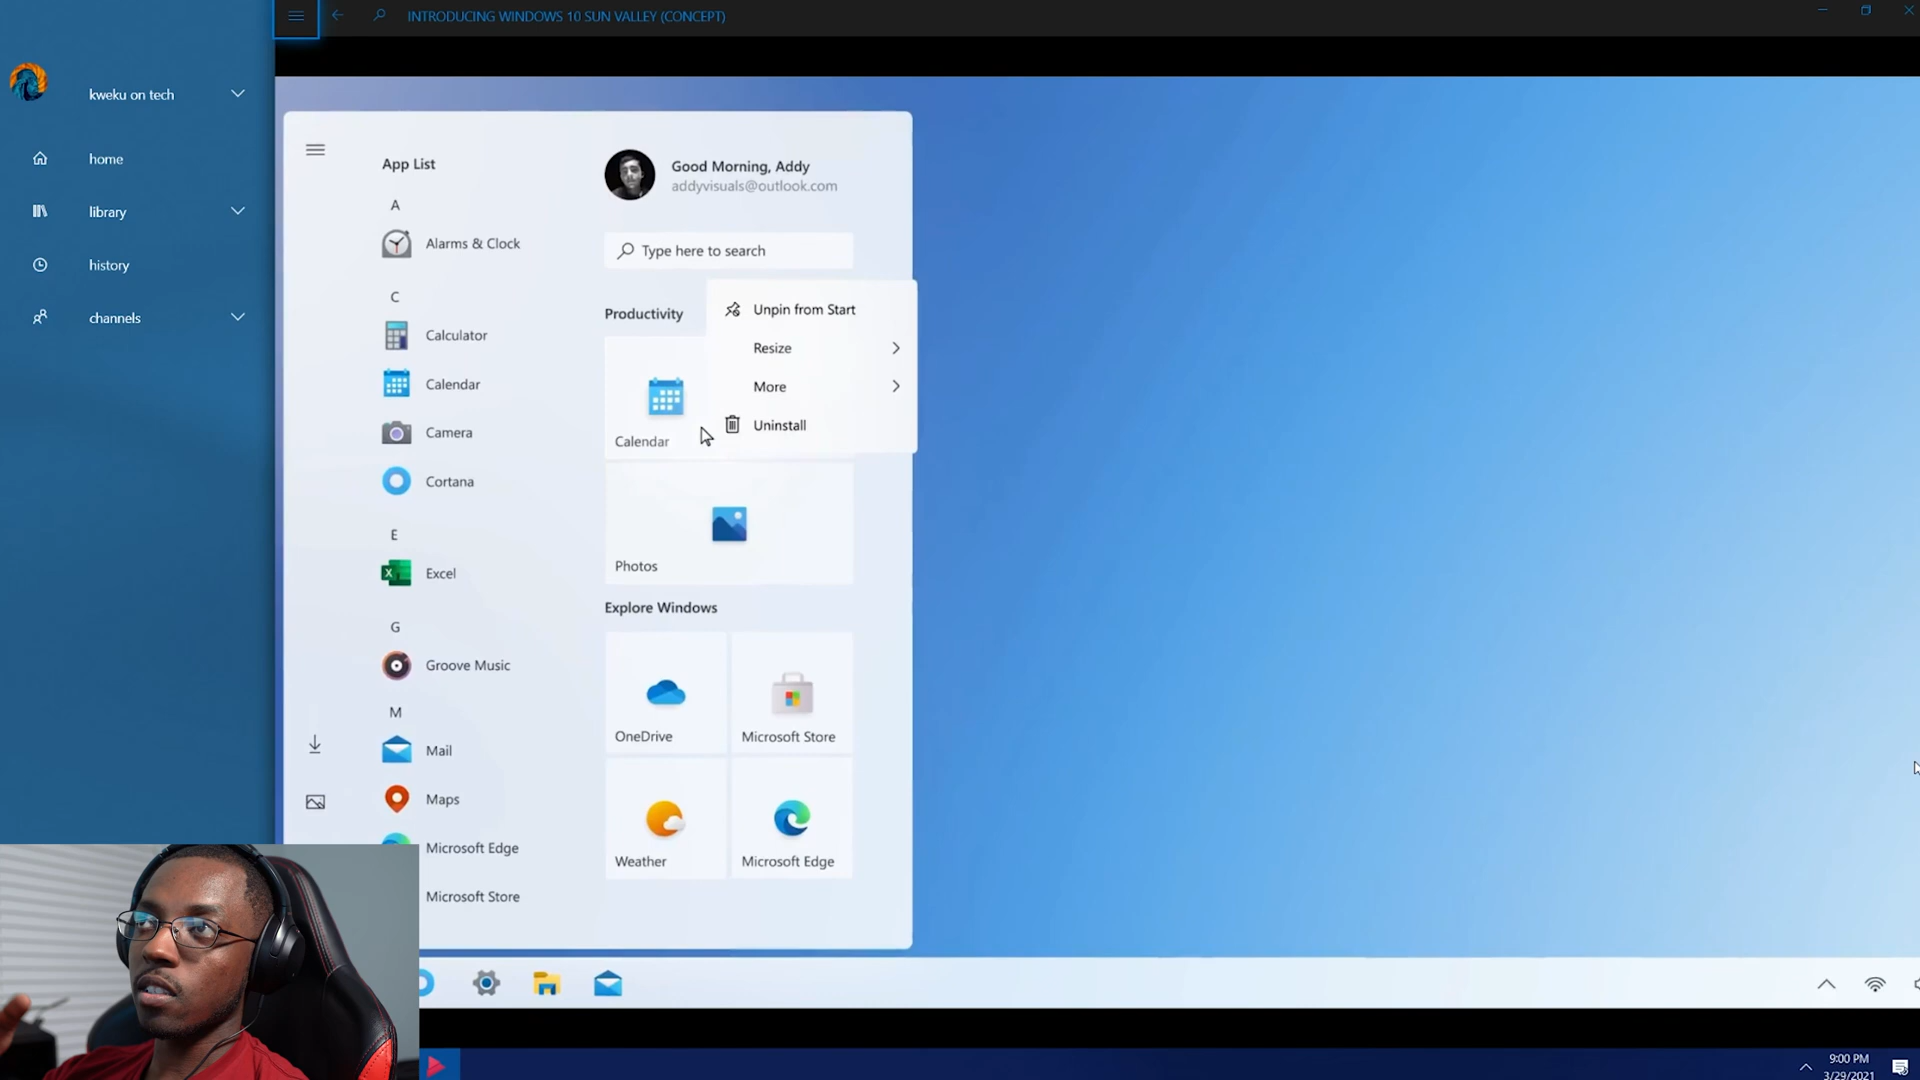 INTRODUCING WINDOWS 10 SUN VALLEY (CONCEPT)
kweku on tech
home
library
history
channels
App List
A
Alarms & Clock
C
Calculator
Calendar
Camera
Cortana
E
Excel
G
Groove Music
M
Mail
Maps
Microsoft Edge
Microsoft Store
Good Morning, Addy
addyvisuals@outlook.com
Type here to search
Productivity
Calendar
Unpin from Start
Resize
More
Uninstall
Photos
Explore Windows
OneDrive
Microsoft Store
Weather
Microsoft Edge
9:00 PM
3/29/2021